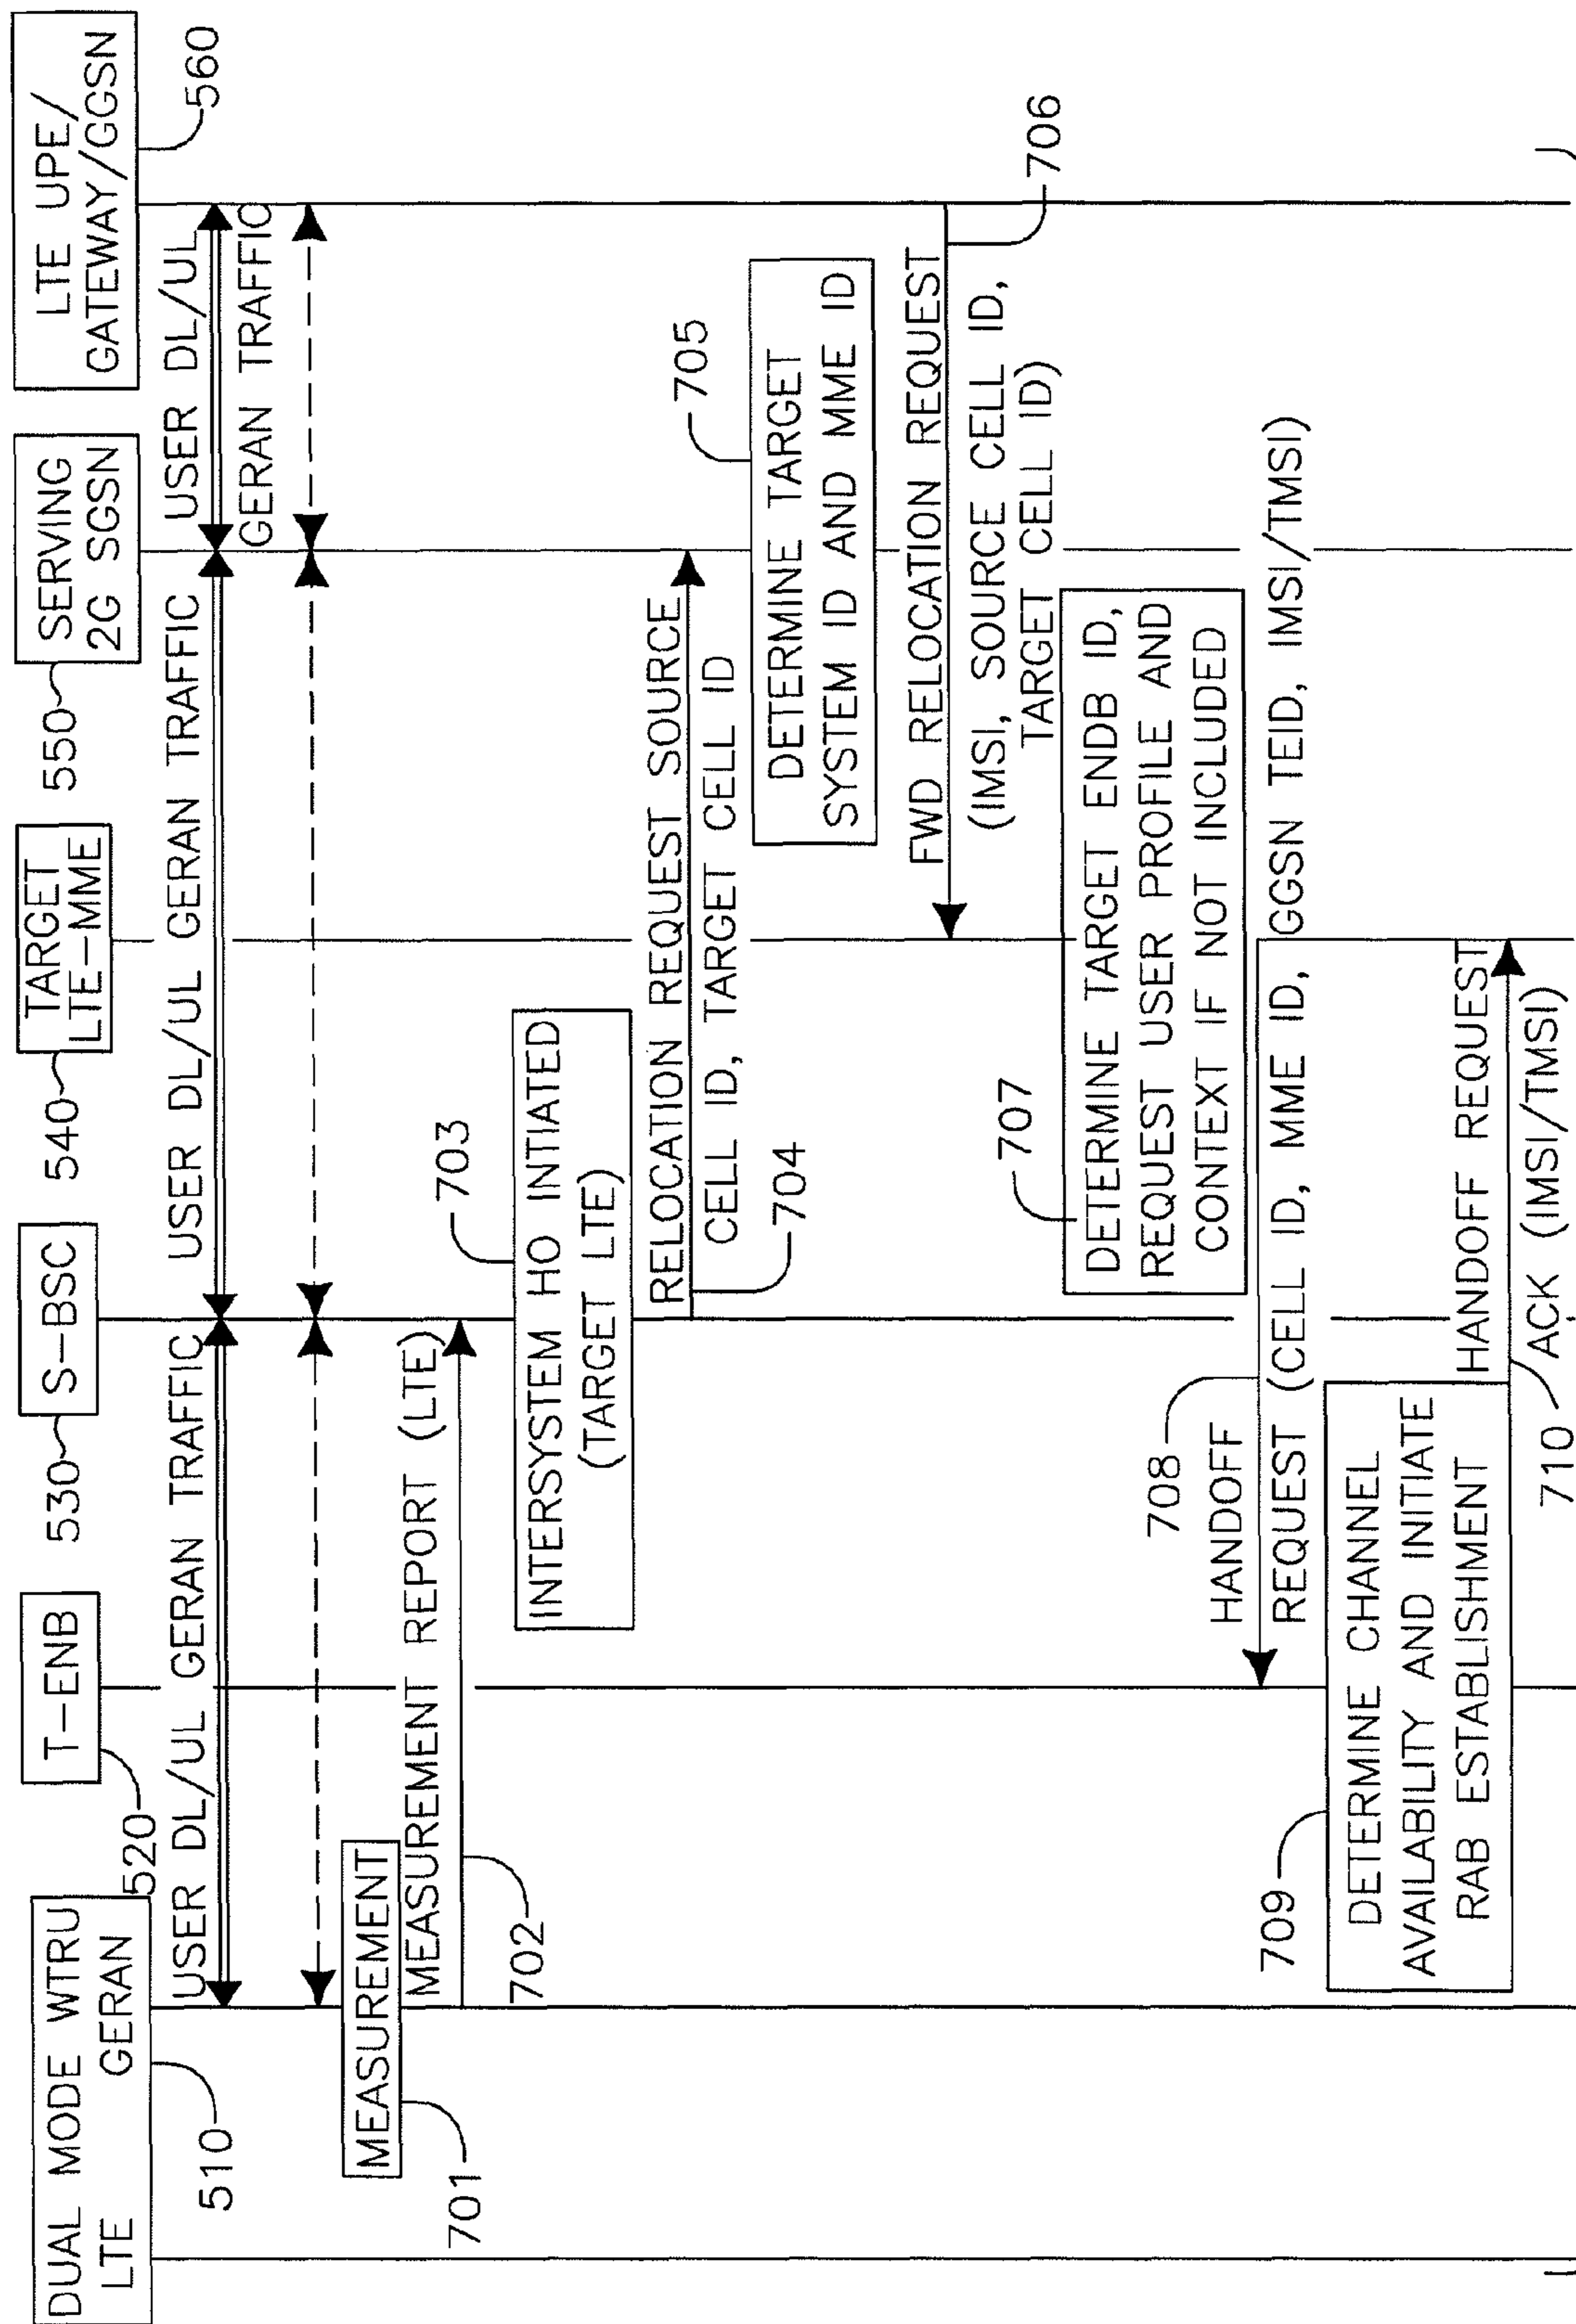 DUAL MODE WTRU
LTE GERAN
510
T-ENB
520
S-BSC
530
TARGET
LTE-MME
540
SERVING
2G SGSN
550
LTE UPE/
GATEWAY/GGSN
560
USER DL/UL GERAN TRAFFIC
USER DL/UL GERAN TRAFFIC
USER DL/UL
GERAN TRAFFIC
MEASUREMENT
701
MEASUREMENT REPORT (LTE)
702
INTERSYSTEM HO INTIATED
(TARGET LTE)
703
RELOCATION REQUEST SOURCE
CELL ID, TARGET CELL ID
704
705
DETERMINE TARGET
SYSTEM ID AND MME ID
FWD RELOCATION REQUEST
(IMSI, SOURCE CELL ID,
TARGET CELL ID)
706
707
DETERMINE TARGET ENDB ID,
REQUEST USER PROFILE AND
CONTEXT IF NOT INCLUDED
708
HANDOFF
REQUEST (CELL ID, MME ID, GGSN TEID, IMSI/TMSI)
709
DETERMINE CHANNEL
AVAILABILITY AND INITIATE
RAB ESTABLISHMENT
HANDOFF REQUEST
ACK (IMSI/TMSI)
710